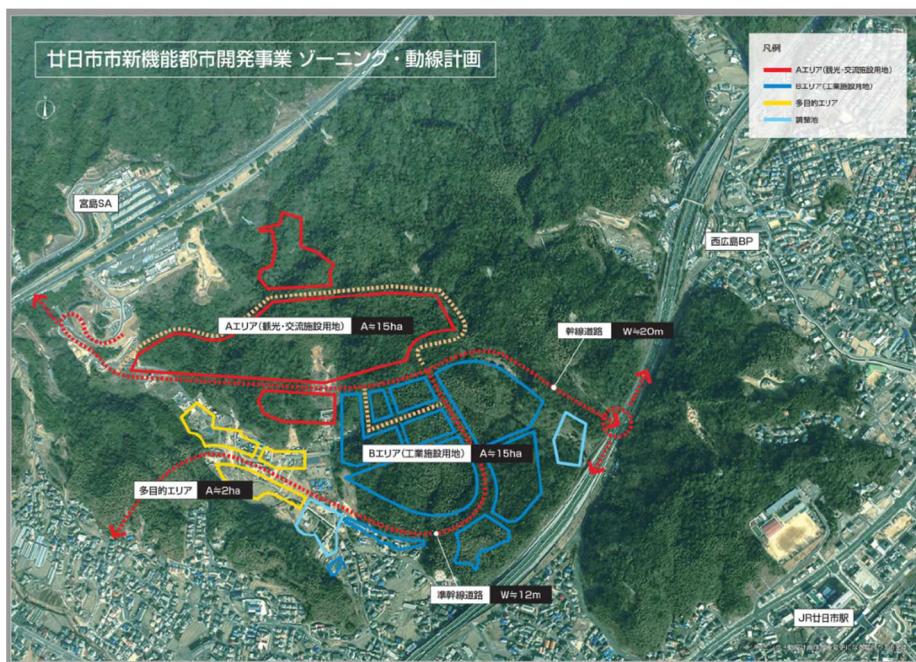 廿日市市新機能都市開発事業 ゾーニング・動線計画
凡例
Aエリア(観光・交流施設用地)
Bエリア(工業施設用地)
多目的エリア
調整池
宮島SA
西広島BP
Aエリア(観光・交流施設用地) A≒15ha
幹線道路 W≒20m
Bエリア(工業施設用地) A≒15ha
多目的エリア A≒2ha
準幹線道路 W≒12m
JR廿日市駅